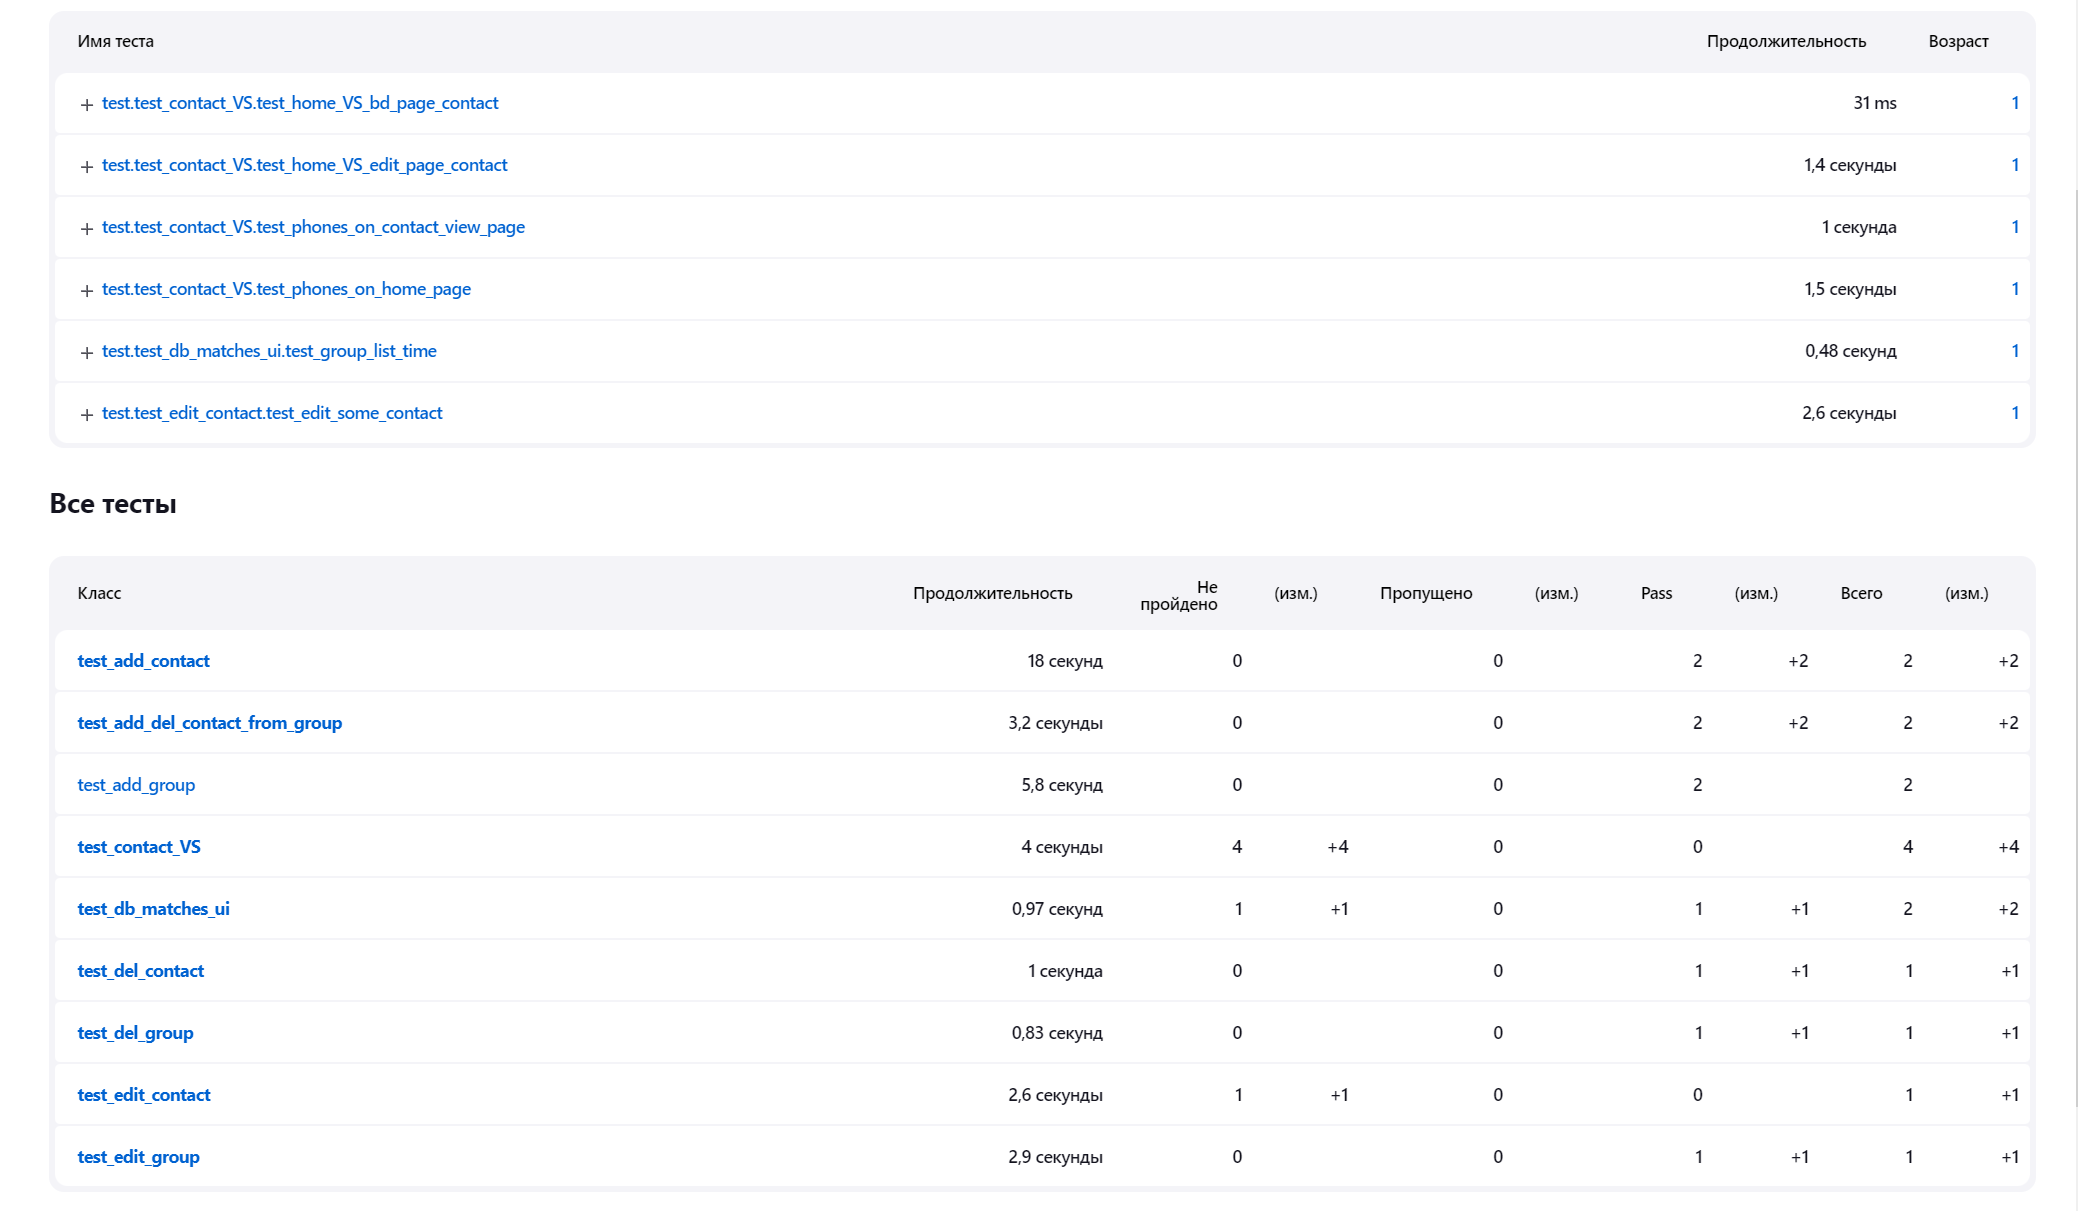 Имя теста Продолжительность Возраст
test.test_contact_VS.test_home_VS_bd_page_contact 31 ms 1
test.test_contact_VS.test_home_VS_edit_page_contact 1,4 секунды 1
test.test_contact_VS.test_phones_on_contact_view_page 1 секунда 1
test.test_contact_VS.test_phones_on_home_page 1,5 секунды 1
test.test_db_matches_ui.test_group_list_time 0,48 секунд 1
test.test_edit_contact.test_edit_some_contact 2,6 секунды 1
Все тесты
Класс Продолжительность Не пройдено (изм.) Пропущено (изм.) Pass (изм.) Всего (изм.)
test_add_contact 18 секунд 0 0 2 +2 2 +2
test_add_del_contact_from_group 3,2 секунды 0 0 2 +2 2 +2
test_add_group 5,8 секунд 0 0 2 2
test_contact_VS 4 секунды 4 +4 0 0 4 +4
test_db_matches_ui 0,97 секунд 1 +1 0 1 +1 2 +2
test_del_contact 1 секунда 0 0 1 +1 1 +1
test_del_group 0,83 секунд 0 0 1 +1 1 +1
test_edit_contact 2,6 секунды 1 +1 0 0 1 +1
test_edit_group 2,9 секунды 0 0 1 +1 1 +1